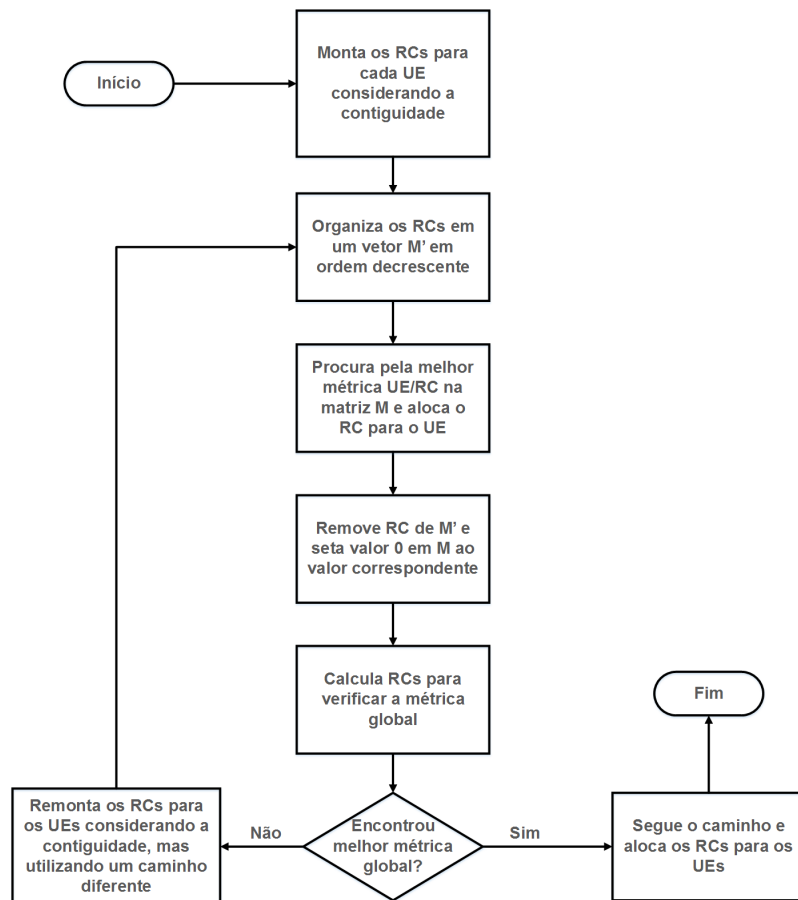 Início
Monta os RCs para
cada UE
considerando a
contiguidade
Organiza os RCs em
um vetor M’ em
ordem decrescente
Procura pela melhor
métrica UE/RC na
matriz M e aloca o
RC para o UE
Remove RC de M’ e
seta valor 0 em M ao
valor correspondente
Calcula RCs para
verificar a métrica
global
Encontrou
melhor métrica
global?
Não
Remonta os RCs para
os UEs considerando a
contiguidade, mas
utilizando um caminho
diferente
Sim
Segue o caminho e
aloca os RCs para os
UEs
Fim